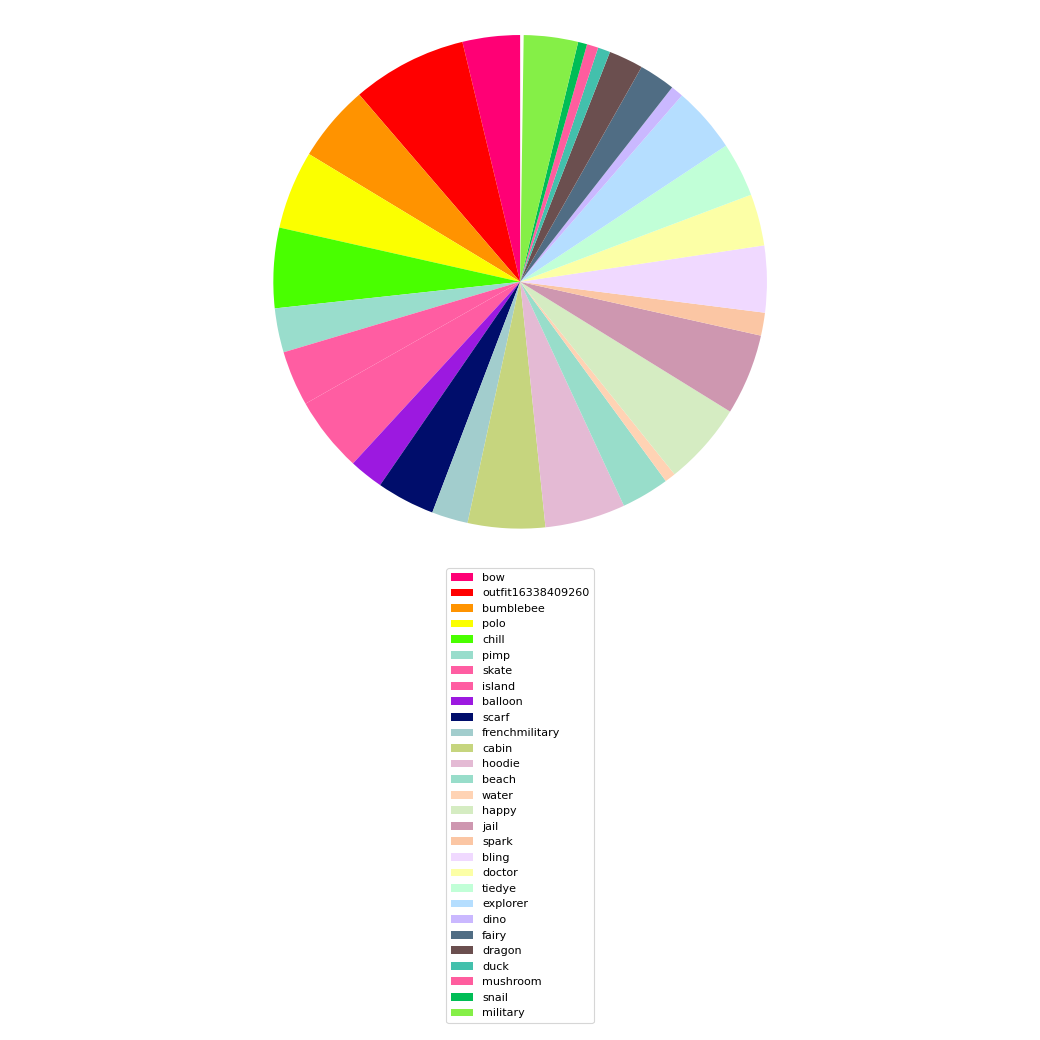 bow
outfit16338409260
bumblebee
polo
chill
pimp
skate
island
balloon
scarf
frenchmilitary
cabin
hoodie
beach
water
happy
jail
spark
bling
doctor
tiedye
explorer
dino
fairy
dragon
duck
mushroom
snail
military